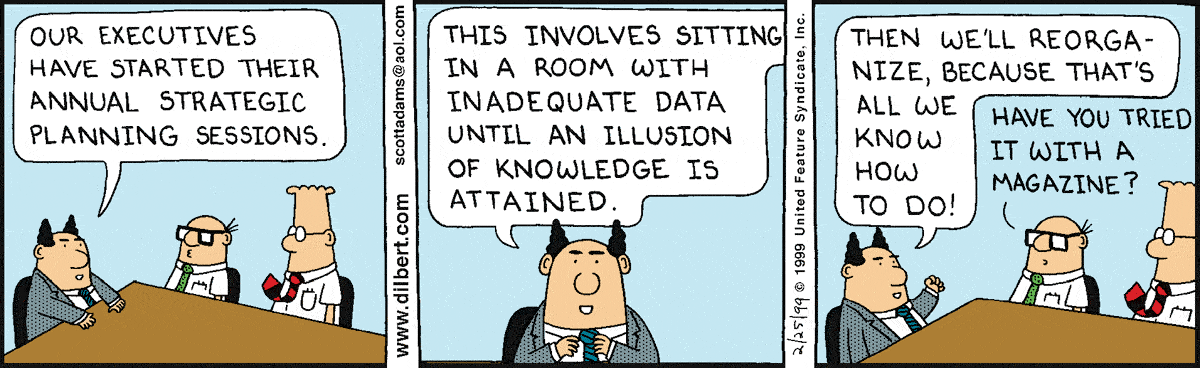 OUR EXECUTIVES
HAVE STARTED THEIR
ANNUAL STRATEGIC
PLANNING SESSIONS.
www.dilbert.com scottadams@aol.com
THIS INVOLVES SITTING
IN A ROOM WITH
INADEQUATE DATA
UNTIL AN ILLUSION
OF KNOWLEDGE IS
ATTAINED.
2/25/99 © 1999 United Feature Syndicate, Inc.
THEN WE'LL REORGA-
NIZE, BECAUSE THAT'S
ALL WE
KNOW
HOW
TO DO!
HAVE YOU TRIED
IT WITH A
MAGAZINE?